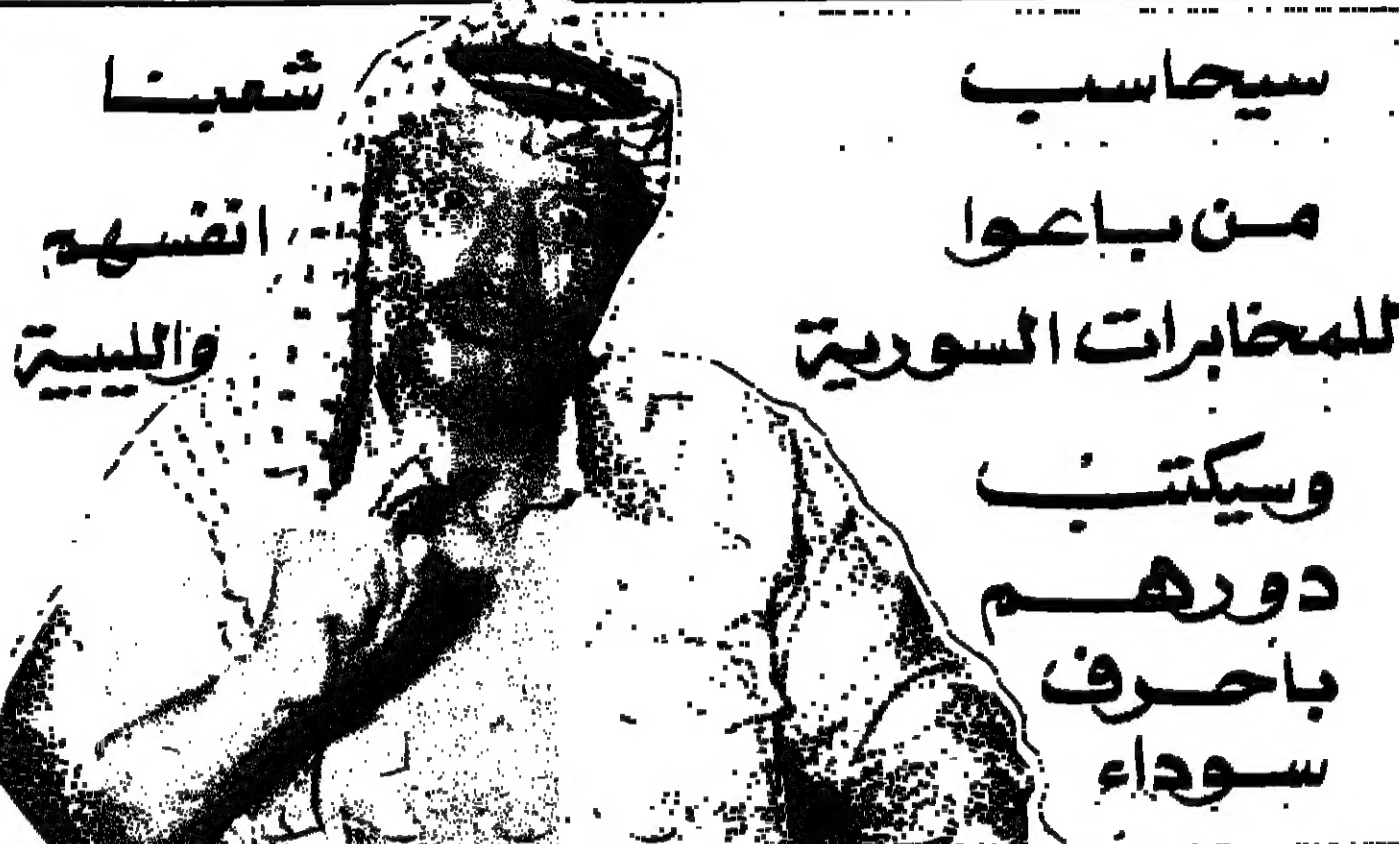 سيحاسب شعبنا
من باعوا انفسهم
للمخابرات السورية والليبية
وسيكتب
دورهم
باحرف
سوداء